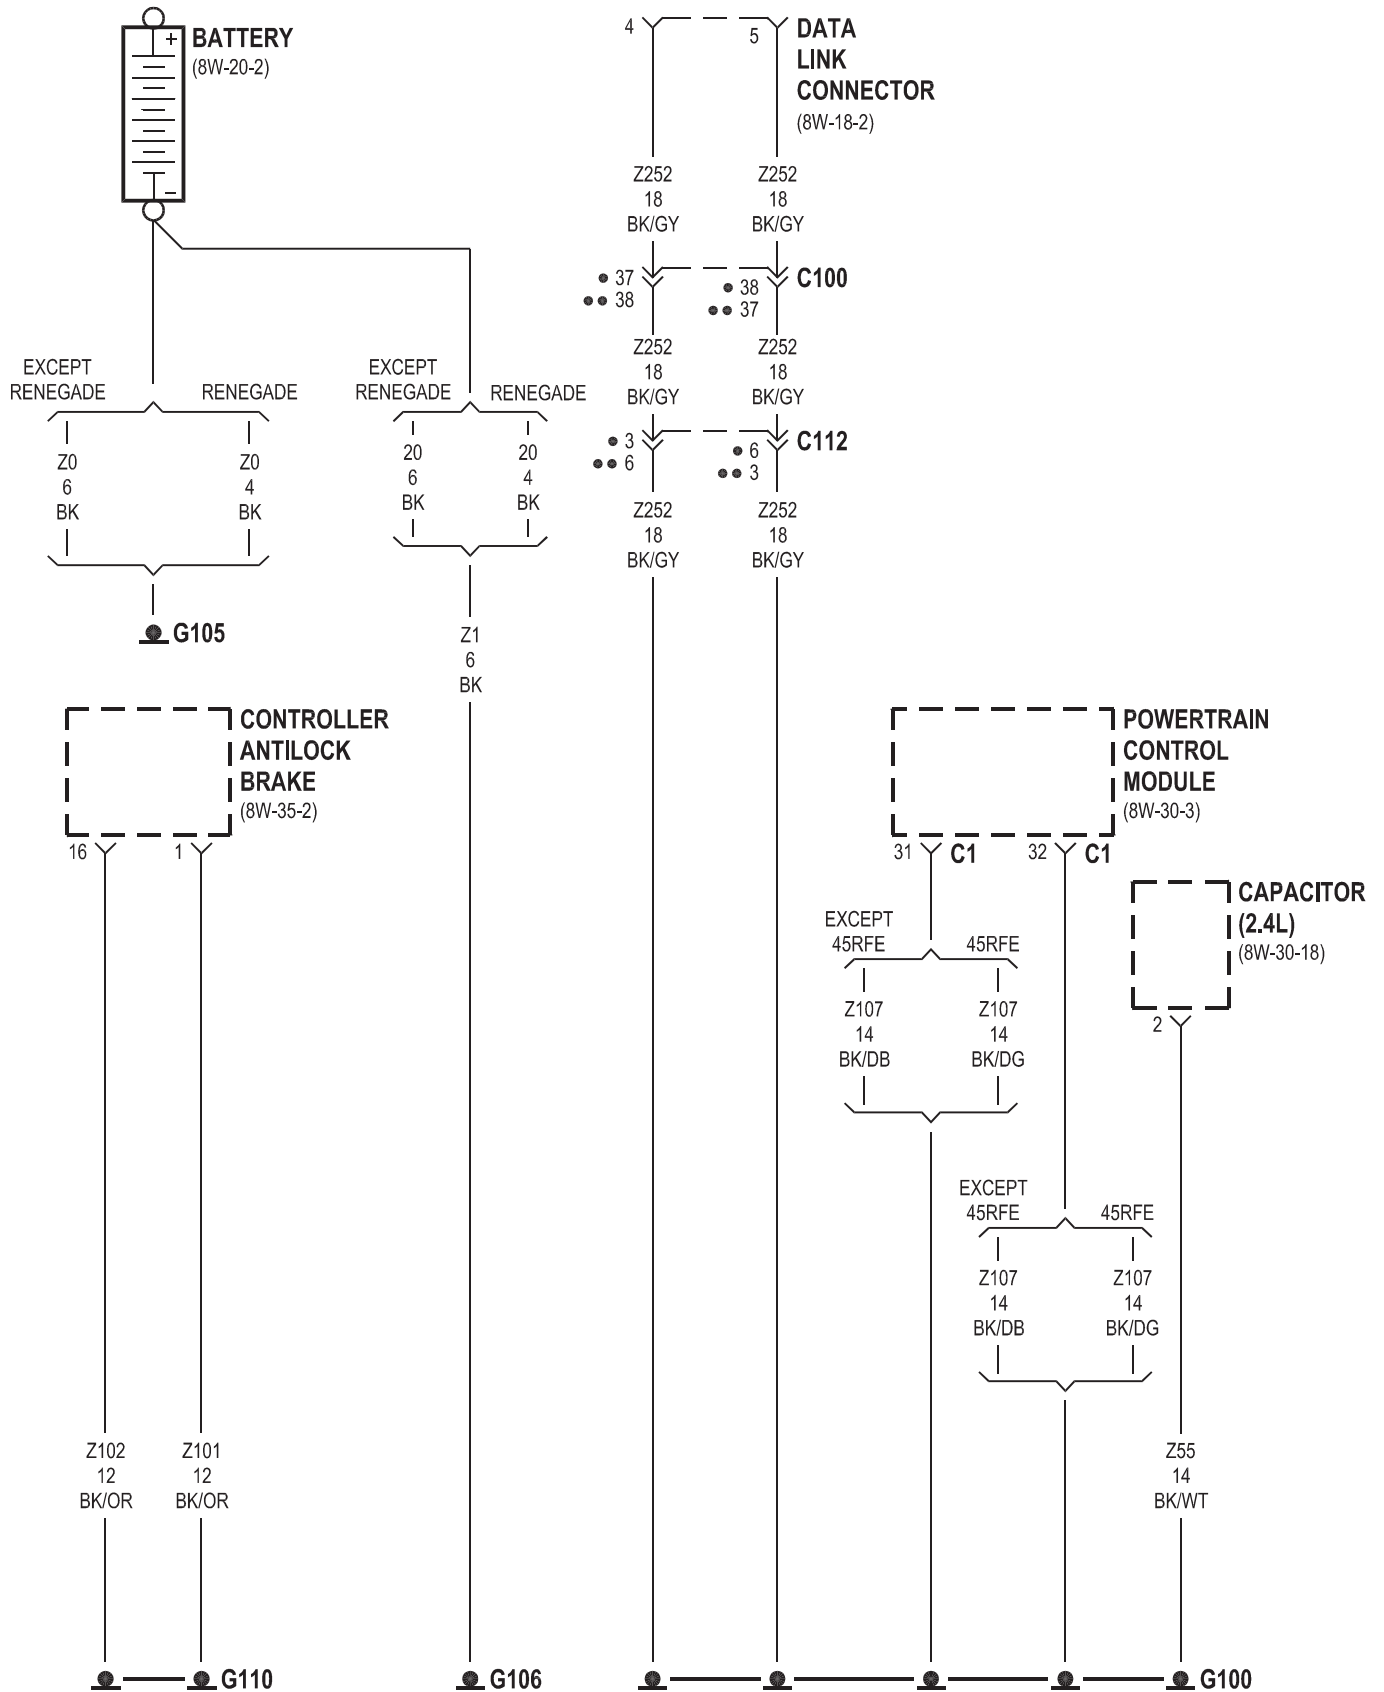 +
BATTERY
(8W-20-2)
−
4
5
DATA
LINK
CONNECTOR
(8W-18-2)
Z252
18
BK/GY
Z252
18
BK/GY
37
38
38
37
C100
Z252
18
BK/GY
Z252
18
BK/GY
3
6
6
3
C112
Z252
18
BK/GY
Z252
18
BK/GY
EXCEPT
RENEGADE
RENEGADE
Z0
6
BK
Z0
4
BK
G105
EXCEPT
RENEGADE
RENEGADE
20
6
BK
20
4
BK
Z1
6
BK
CONTROLLER
ANTILOCK
BRAKE
(8W-35-2)
16
1
POWERTRAIN
CONTROL
MODULE
(8W-30-3)
31
C1
32
C1
CAPACITOR
(2.4L)
(8W-30-18)
2
EXCEPT
45RFE
45RFE
Z107
14
BK/DB
Z107
14
BK/DG
EXCEPT
45RFE
45RFE
Z107
14
BK/DB
Z107
14
BK/DG
Z102
12
BK/OR
Z101
12
BK/OR
Z55
14
BK/WT
G110
G106
G100